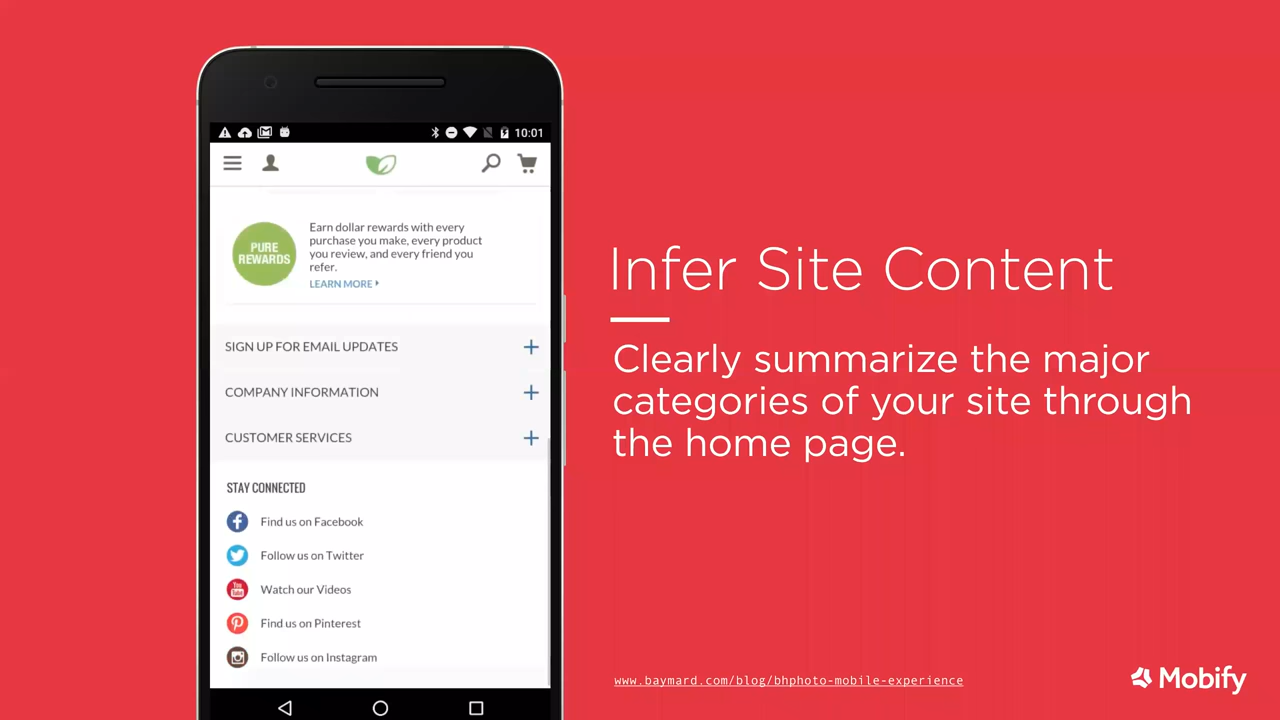 10:01
PURE
REWARDS
Earn dollar rewards with every
purchase you make, every product
you review, and every friend you
refer.
LEARN MORE
SIGN UP FOR EMAIL UPDATES
COMPANY INFORMATION
CUSTOMER SERVICES
STAY CONNECTED
Find us on Facebook
Follow us on Twitter
You
Tube
Watch our Videos
Find us on Pinterest
Follow us on Instagram
Infer Site Content
Clearly summarize the major
categories of your site through
the home page.
www.baymard.com/blog/bhphoto-mobile-experience
Mobify